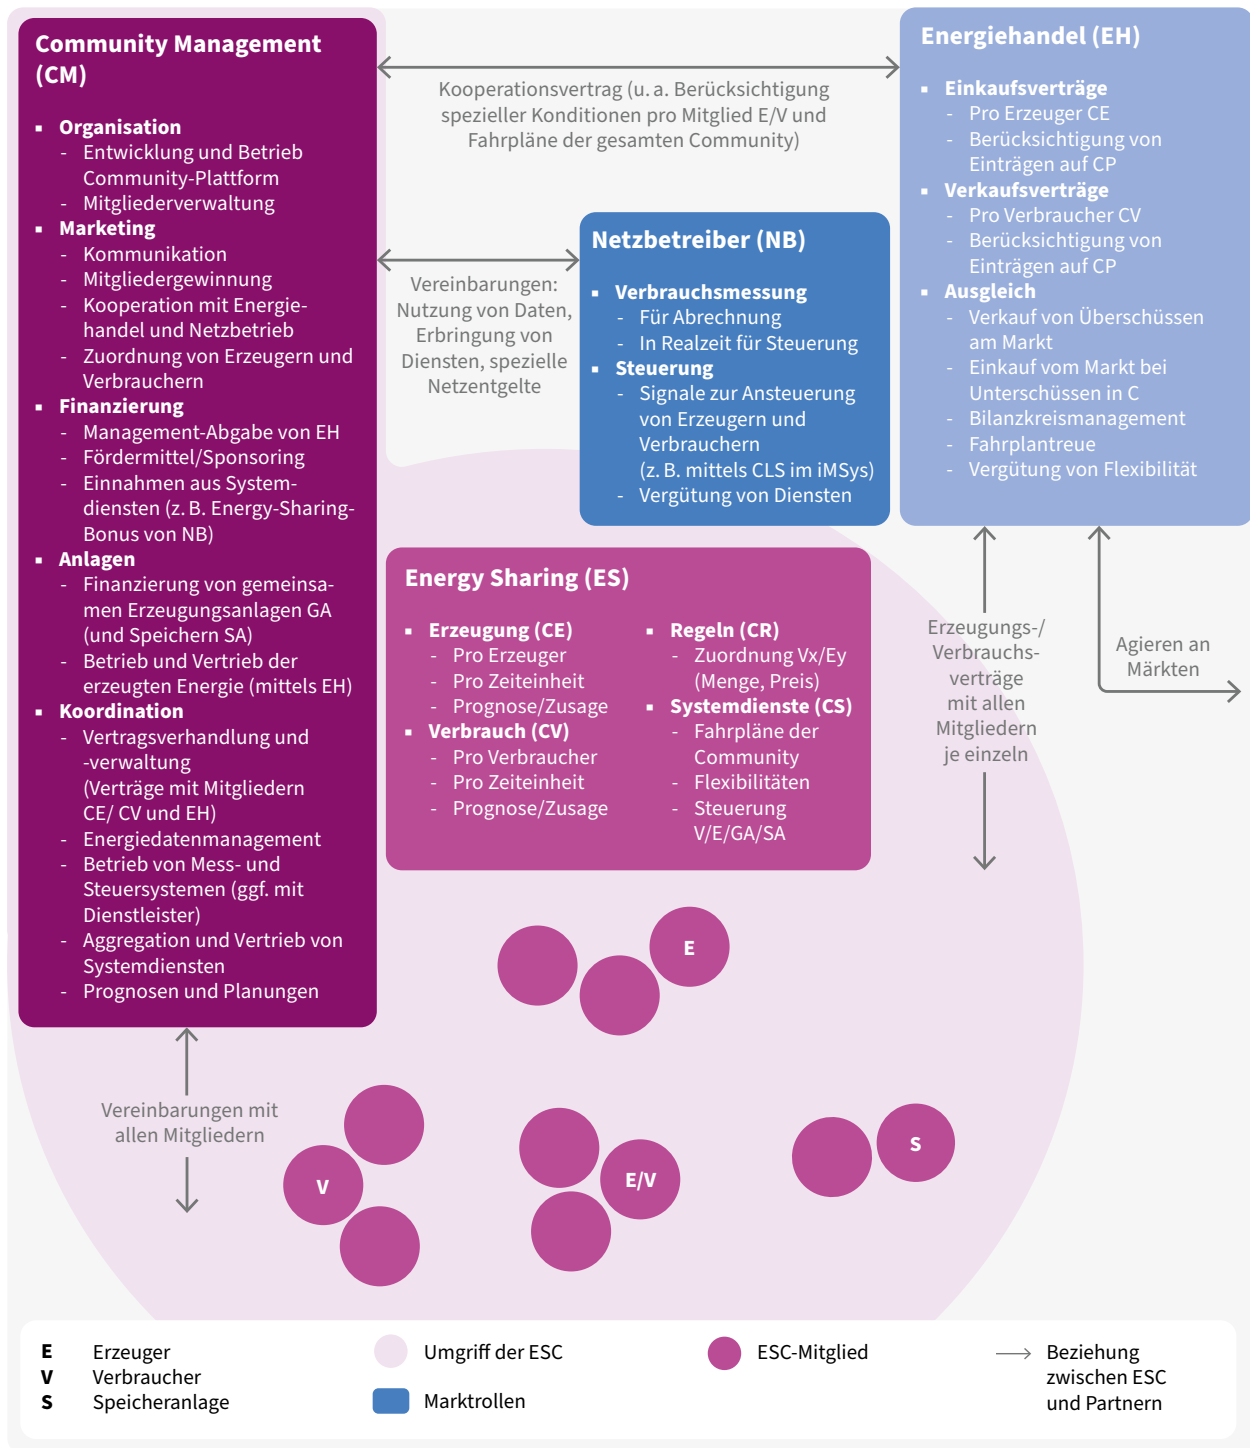 Community Management
(CM)
▪ Organisation
- Entwicklung und Betrieb
Community-Plattform
- Mitgliederverwaltung
▪ Marketing
- Kommunikation
- Mitgliedergewinnung
- Kooperation mit Energie-
handel und Netzbetrieb
- Zuordnung von Erzeugern und
Verbrauchern
▪ Finanzierung
- Management-Abgabe von EH
- Fördermittel/Sponsoring
- Einnahmen aus System-
diensten (z. B. Energy-Sharing-
Bonus von NB)
▪ Anlagen
- Finanzierung von gemeinsa-
men Erzeugungsanlagen GA
(und Speichern SA)
- Betrieb und Vertrieb der
erzeugten Energie (mittels EH)
▪ Koordination
- Vertragsverhandlung und
-verwaltung
(Verträge mit Mitgliedern
CE/ CV und EH)
- Energiedatenmanagement
- Betrieb von Mess- und
Steuersystemen (ggf. mit
Dienstleister)
- Aggregation und Vertrieb von
Systemdiensten
- Prognosen und Planungen
Kooperationsvertrag (u. a. Berücksichtigung
spezieller Konditionen pro Mitglied E/V und
Fahrpläne der gesamten Community)
Vereinbarungen:
Nutzung von Daten,
Erbringung von
Diensten, spezielle
Netzentgelte
Netzbetreiber (NB)
▪ Verbrauchsmessung
- Für Abrechnung
- In Realzeit für Steuerung
▪ Steuerung
- Signale zur Ansteuerung
von Erzeugern und
Verbrauchern
(z. B. mittels CLS im iMSys)
- Vergütung von Diensten
Energiehandel (EH)
▪ Einkaufsverträge
- Pro Erzeuger CE
- Berücksichtigung von
Einträgen auf CP
▪ Verkaufsverträge
- Pro Verbraucher CV
- Berücksichtigung von
Einträgen auf CP
▪ Ausgleich
- Verkauf von Überschüssen
am Markt
- Einkauf vom Markt bei
Unterschüssen in C
- Bilanzkreismanagement
- Fahrplantreue
- Vergütung von Flexibilität
Energy Sharing (ES)
▪ Erzeugung (CE)
- Pro Erzeuger
- Pro Zeiteinheit
- Prognose/Zusage
▪ Verbrauch (CV)
- Pro Verbraucher
- Pro Zeiteinheit
- Prognose/Zusage
▪ Regeln (CR)
- Zuordnung Vx/Ey
(Menge, Preis)
▪ Systemdienste (CS)
- Fahrpläne der
Community
- Flexibilitäten
- Steuerung
V/E/GA/SA
Erzeugungs-/
Verbrauchs-
verträge
mit allen
Mitgliedern
je einzeln
Agieren an
Märkten
E
Vereinbarungen mit
allen Mitgliedern
V
E/V
S
E Erzeuger
V Verbraucher
S Speicheranlage
Umgriff der ESC
Marktrollen
ESC-Mitglied
Beziehung
zwischen ESC
und Partnern